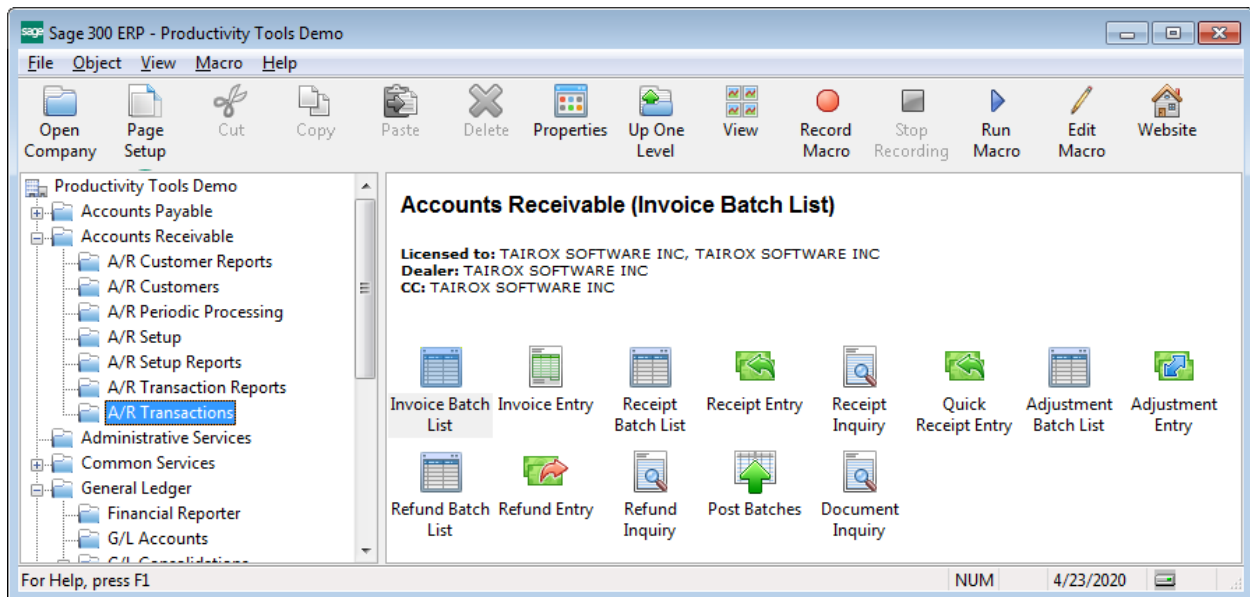 sage Sage 300 ERP - Productivity Tools Demo
File Object View Macro Help
Open Company
Page Setup
Cut
Copy
Paste
Delete
Properties
Up One Level
View
Record Macro
Stop Recording
Run Macro
Edit Macro
Website
Productivity Tools Demo
Accounts Payable
Accounts Receivable
A/R Customer Reports
A/R Customers
A/R Periodic Processing
A/R Setup
A/R Setup Reports
A/R Transaction Reports
A/R Transactions
Administrative Services
Common Services
General Ledger
Financial Reporter
G/L Accounts
G/L Consolidations
Accounts Receivable (Invoice Batch List)
Licensed to: TAIROX SOFTWARE INC, TAIROX SOFTWARE INC
Dealer: TAIROX SOFTWARE INC
CC: TAIROX SOFTWARE INC
Invoice Batch List
Invoice Entry
Receipt Batch List
Receipt Entry
Receipt Inquiry
Quick Receipt Entry
Adjustment Batch List
Adjustment Entry
Refund Batch List
Refund Entry
Refund Inquiry
Post Batches
Document Inquiry
For Help, press F1
NUM
4/23/2020